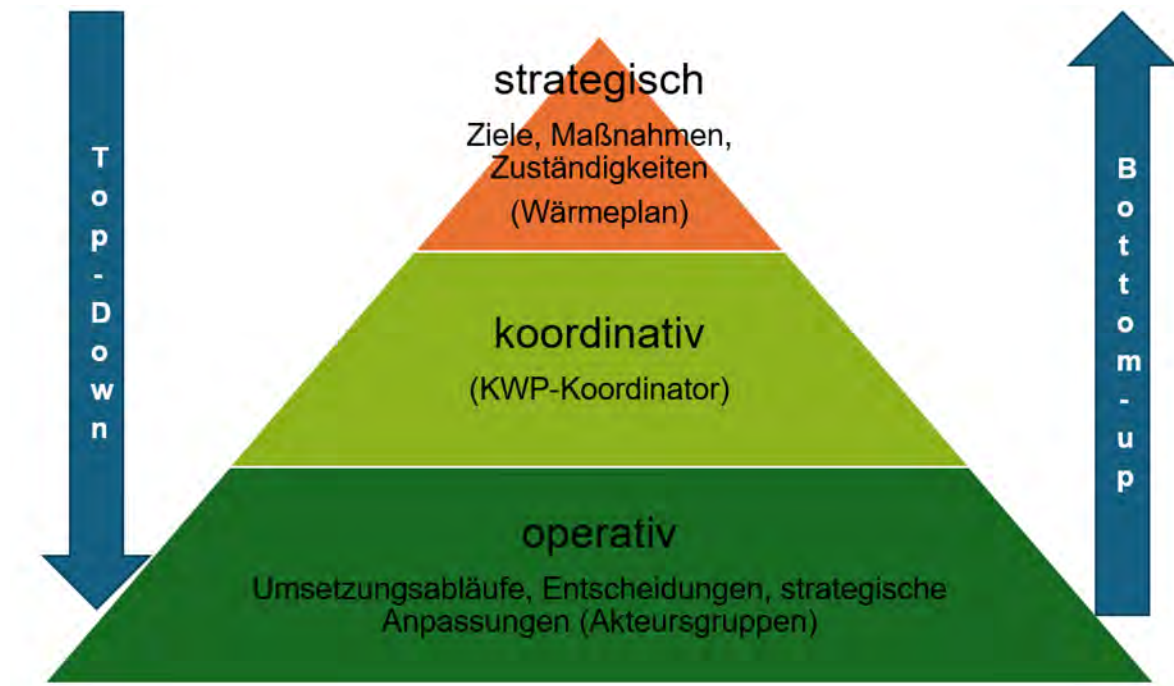 Top-Down
strategisch
Ziele, Maßnahmen,
Zuständigkeiten
(Wärmeplan)
koordinativ
(KWP-Koordinator)
operativ
Umsetzungsabläufe, Entscheidungen, strategische
Anpassungen (Akteursgruppen)
Bottom-up